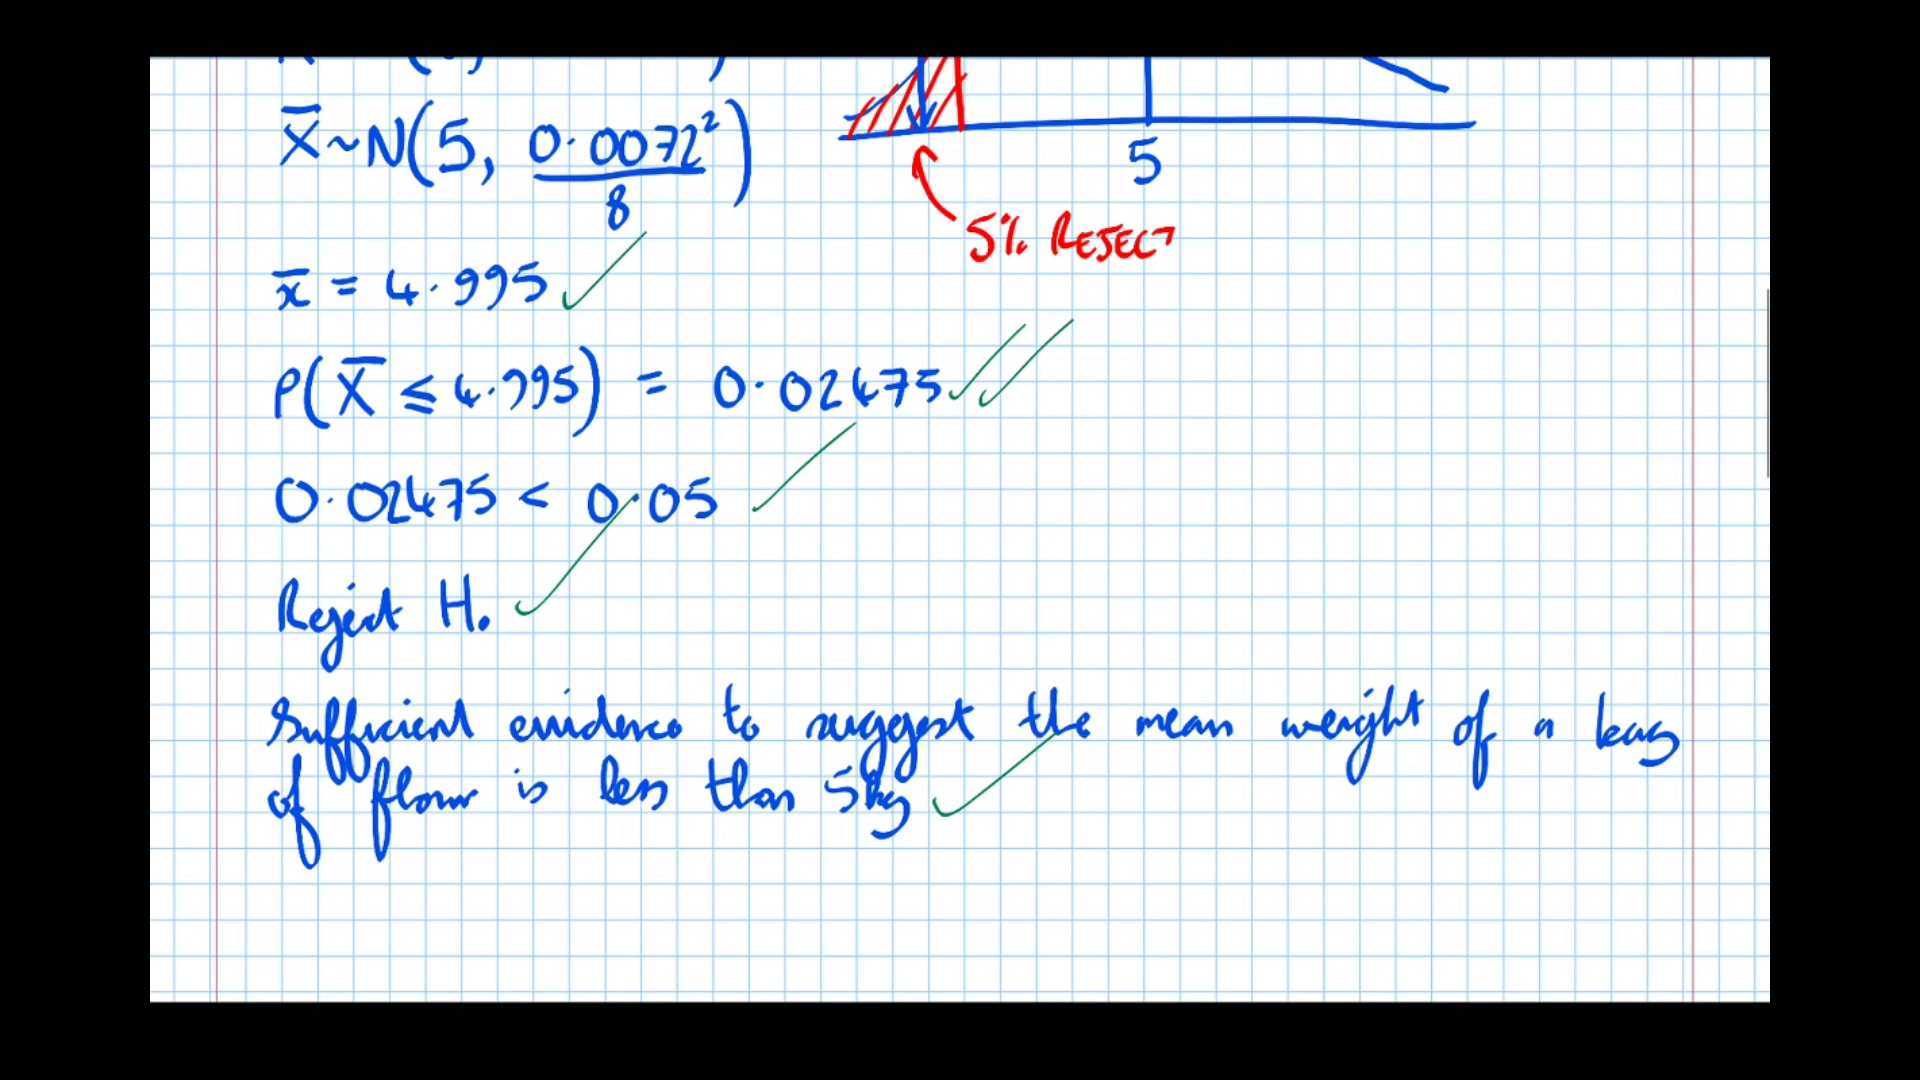 X̄~N(5, 0.0072²/8)
5
5% REJECT
x̄ = 4.995
P(X̄ ≤ 4.995) = 0.02475
0.02475 < 0.05
Reject H₀
Sufficient evidence to suggest the mean weight of a bag
of flour is less than 5kg